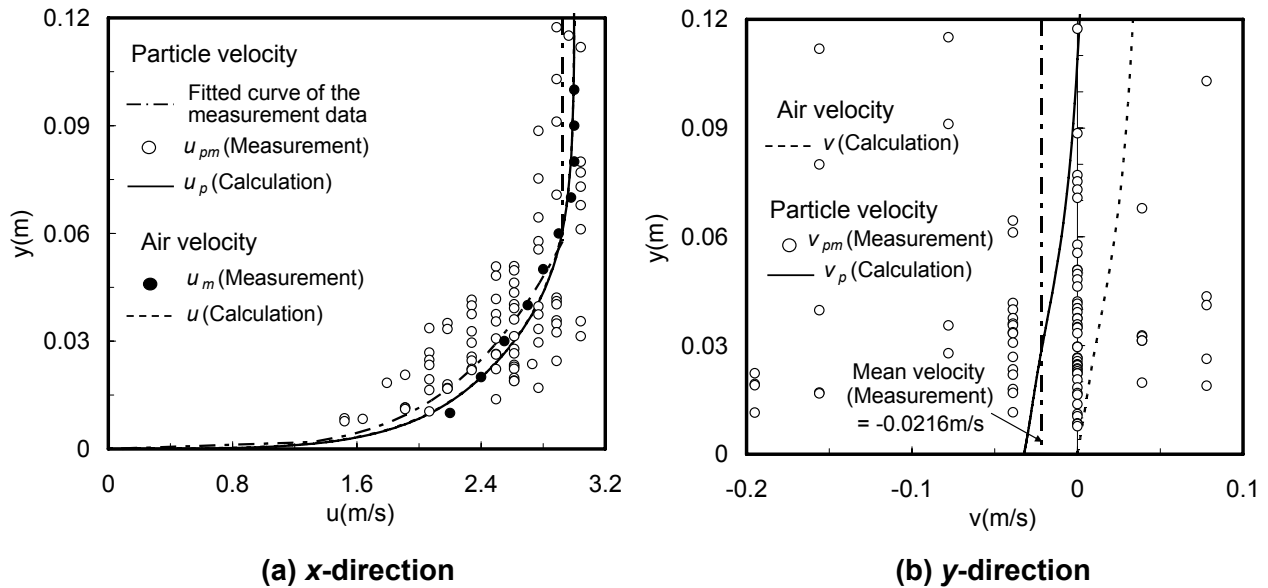 0.12
0.09
0.06
0.03
0
y(m)
Particle velocity
Fitted curve of the
measurement data
u pm (Measurement)
u p (Calculation)
Air velocity
u m (Measurement)
u (Calculation)
0 0.8 1.6 2.4 3.2
u(m/s)
(a) x-direction
0.12
0.09
0.06
0.03
0
y(m)
Air velocity
v (Calculation)
Particle velocity
v pm (Measurement)
v p (Calculation)
Mean velocity
(Measurement)
= -0.0216m/s
-0.2 -0.1 0 0.1
v(m/s)
(b) y-direction